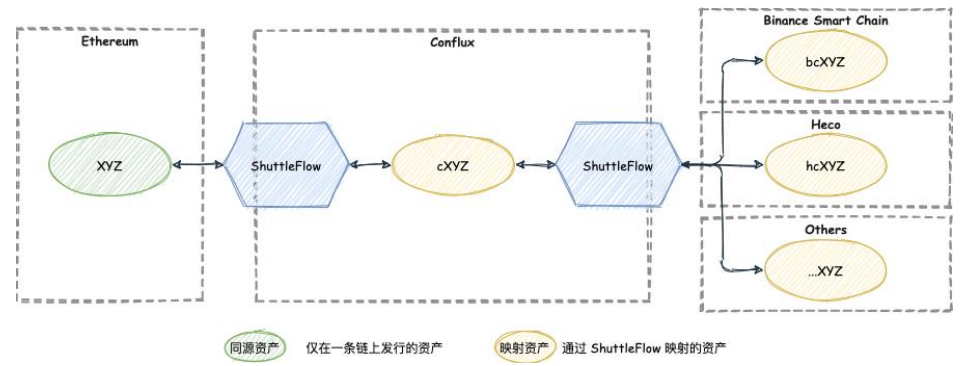 Ethereum
Conflux
Binance Smart Chain
bcXYZ
Heco
XYZ
ShuttleFlow
cXYZ
ShuttleFlow
hcXYZ
Others
...XYZ
同源资产 仅在一条链上发行的资产
映射资产 通过 ShuttleFlow 映射的资产